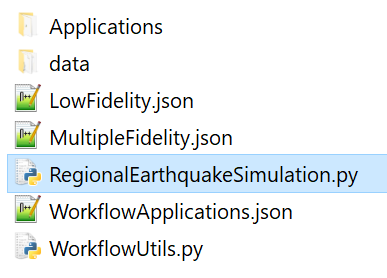 Applications
data
LowFidelity.json
MultipleFidelity.json
RegionalEarthquakeSimulation.py
WorkflowApplications.json
WorkflowUtils.py